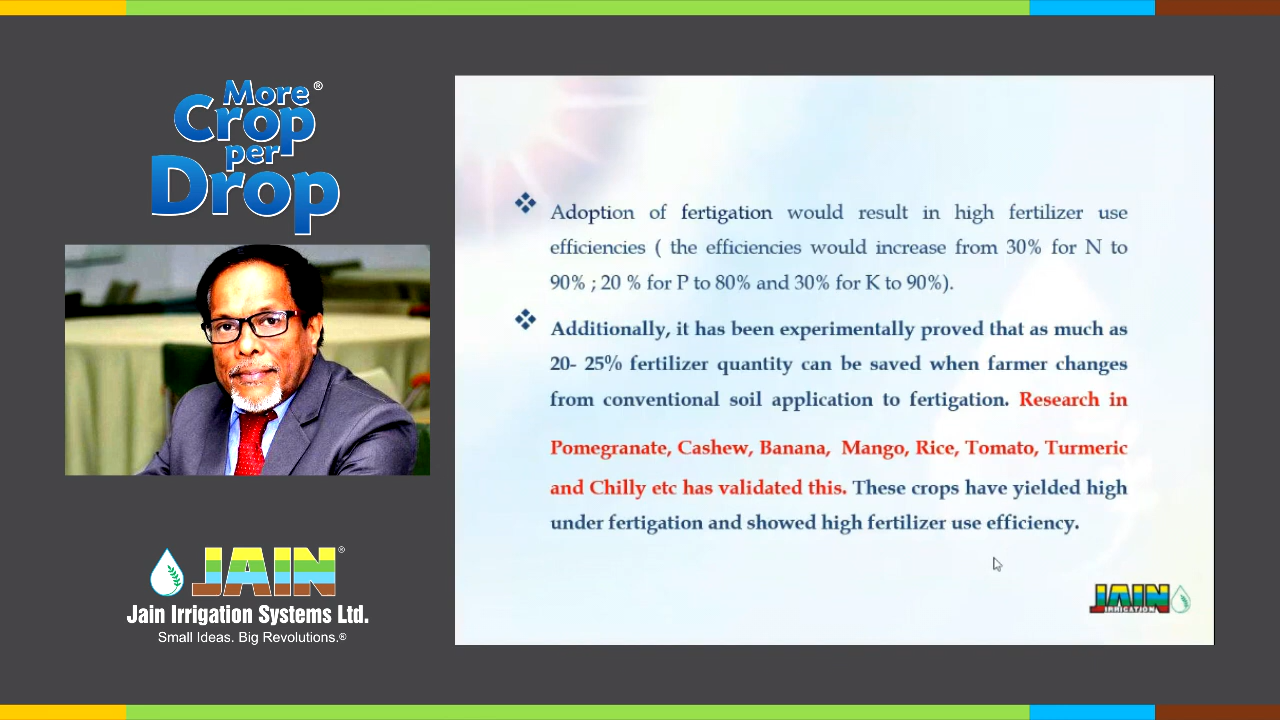 More®
Crop
per
Drop
JAIN®
Jain Irrigation Systems Ltd.
Small Ideas. Big Revolutions.®
Adoption of fertigation would result in high fertilizer use
efficiencies ( the efficiencies would increase from 30% for N to
90% ; 20 % for P to 80% and 30% for K to 90%).
Additionally, it has been experimentally proved that as much as
20- 25% fertilizer quantity can be saved when farmer changes
from conventional soil application to fertigation. Research in
Pomegranate, Cashew, Banana, Mango, Rice, Tomato, Turmeric
and Chilly etc has validated this. These crops have yielded high
under fertigation and showed high fertilizer use efficiency.
JAIN
IRRIGATION